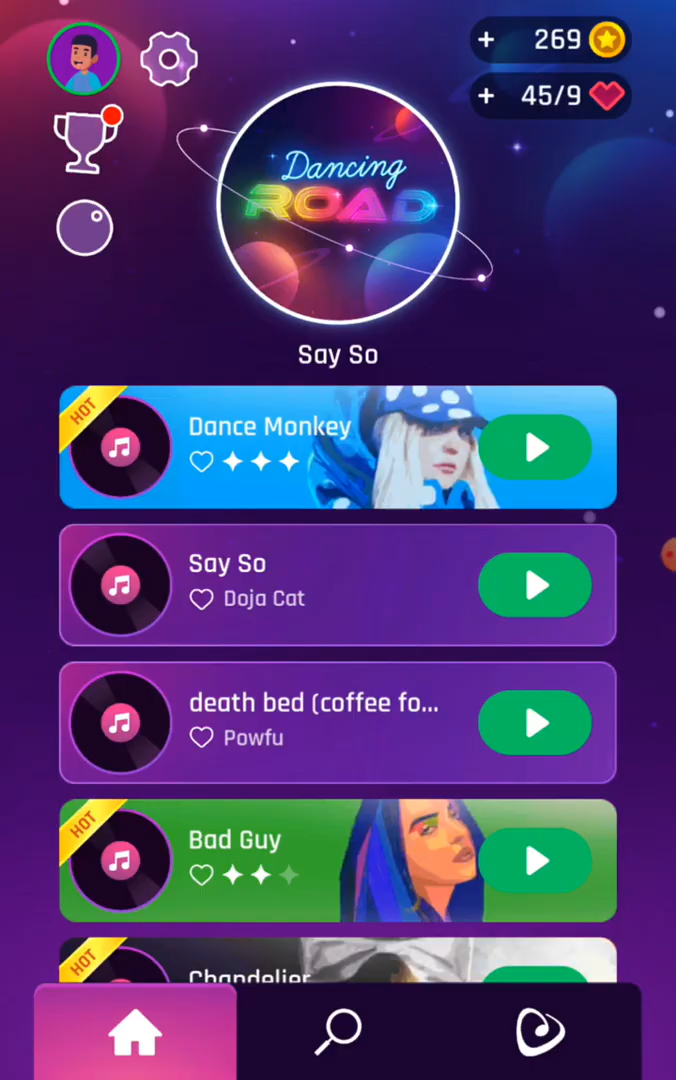 + 269
+ 45/9
Dancing
ROAD
Say So
HOT
Dance Monkey
Say So
Doja Cat
death bed (coffee fo...
Powfu
HOT
Bad Guy
HOT
Chandelier